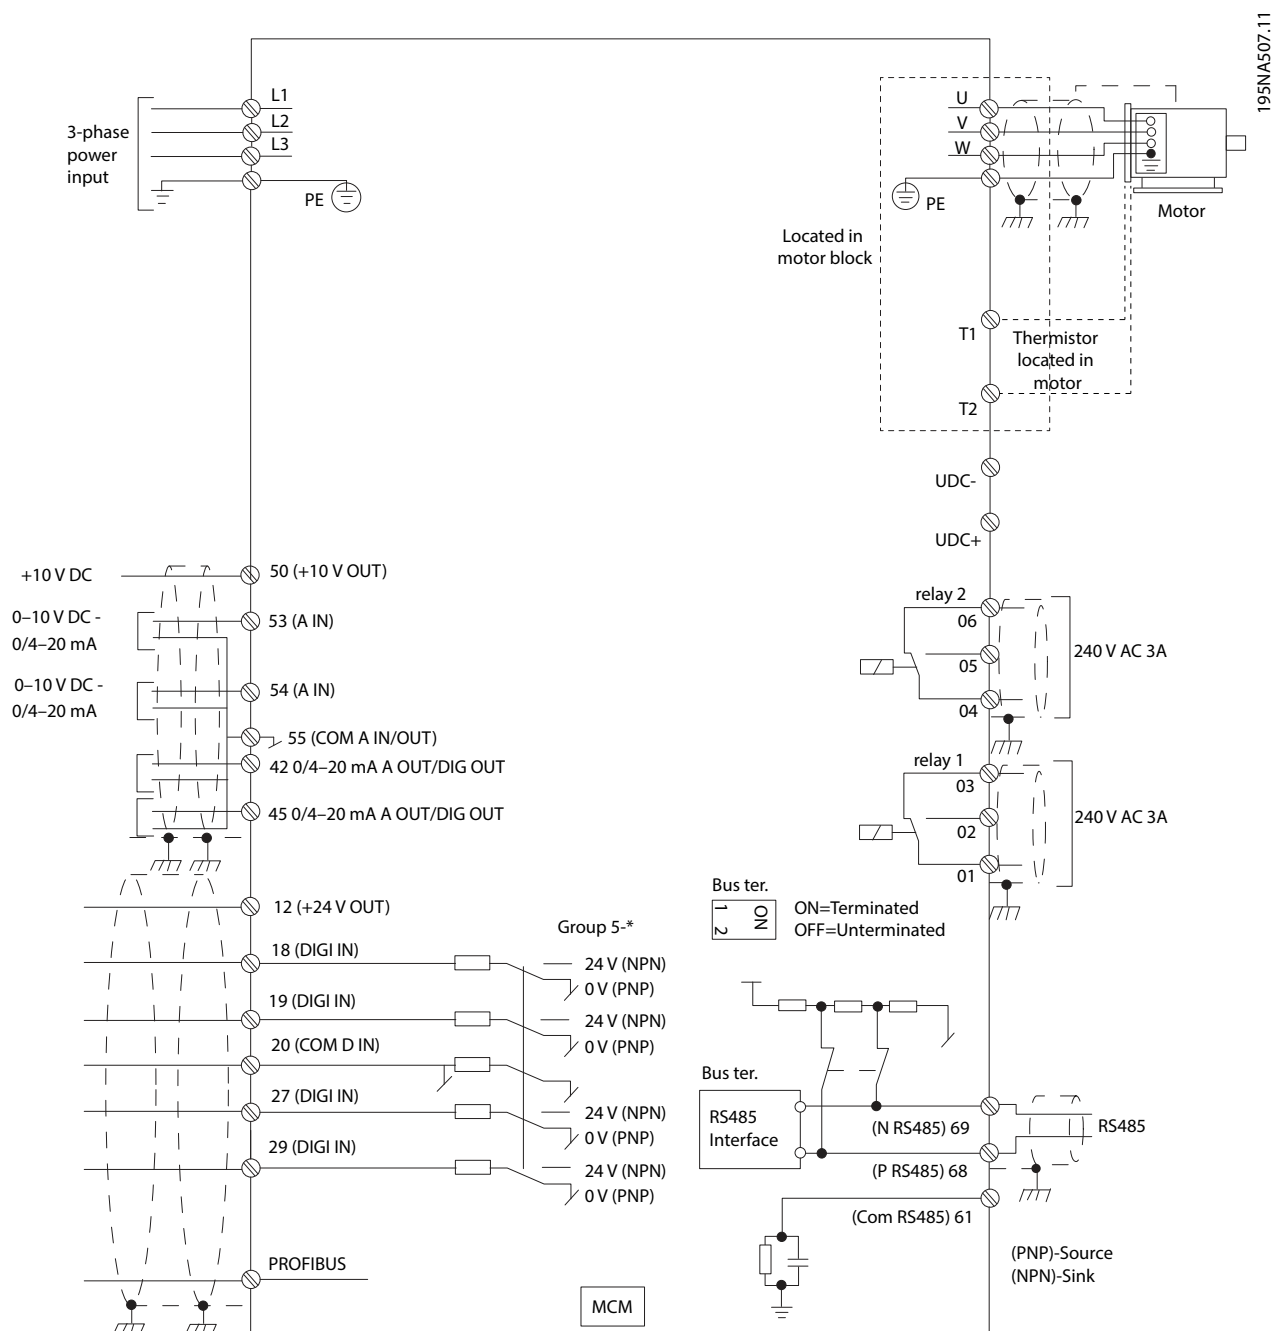 195NA507.11
3-phase
power
input
L1
L2
L3
PE
U
V
W
PE
Motor
Located in
motor block
T1
Thermistor
located in
motor
T2
UDC-
UDC+
+10 V DC
50 (+10 V OUT)
0–10 V DC -
0/4–20 mA
53 (A IN)
0–10 V DC -
0/4–20 mA
54 (A IN)
55 (COM A IN/OUT)
42 0/4–20 mA A OUT/DIG OUT
45 0/4–20 mA A OUT/DIG OUT
relay 2
06
05
04
240 V AC 3A
relay 1
03
02
01
240 V AC 3A
12 (+24 V OUT)
18 (DIGI IN)
19 (DIGI IN)
20 (COM D IN)
27 (DIGI IN)
29 (DIGI IN)
PROFIBUS
Group 5-*
24 V (NPN)
0 V (PNP)
24 V (NPN)
0 V (PNP)
24 V (NPN)
0 V (PNP)
24 V (NPN)
0 V (PNP)
Bus ter.
1 2 ON
ON=Terminated
OFF=Unterminated
Bus ter.
RS485
Interface
(N RS485) 69
(P RS485) 68
(Com RS485) 61
RS485
(PNP)-Source
(NPN)-Sink
MCM